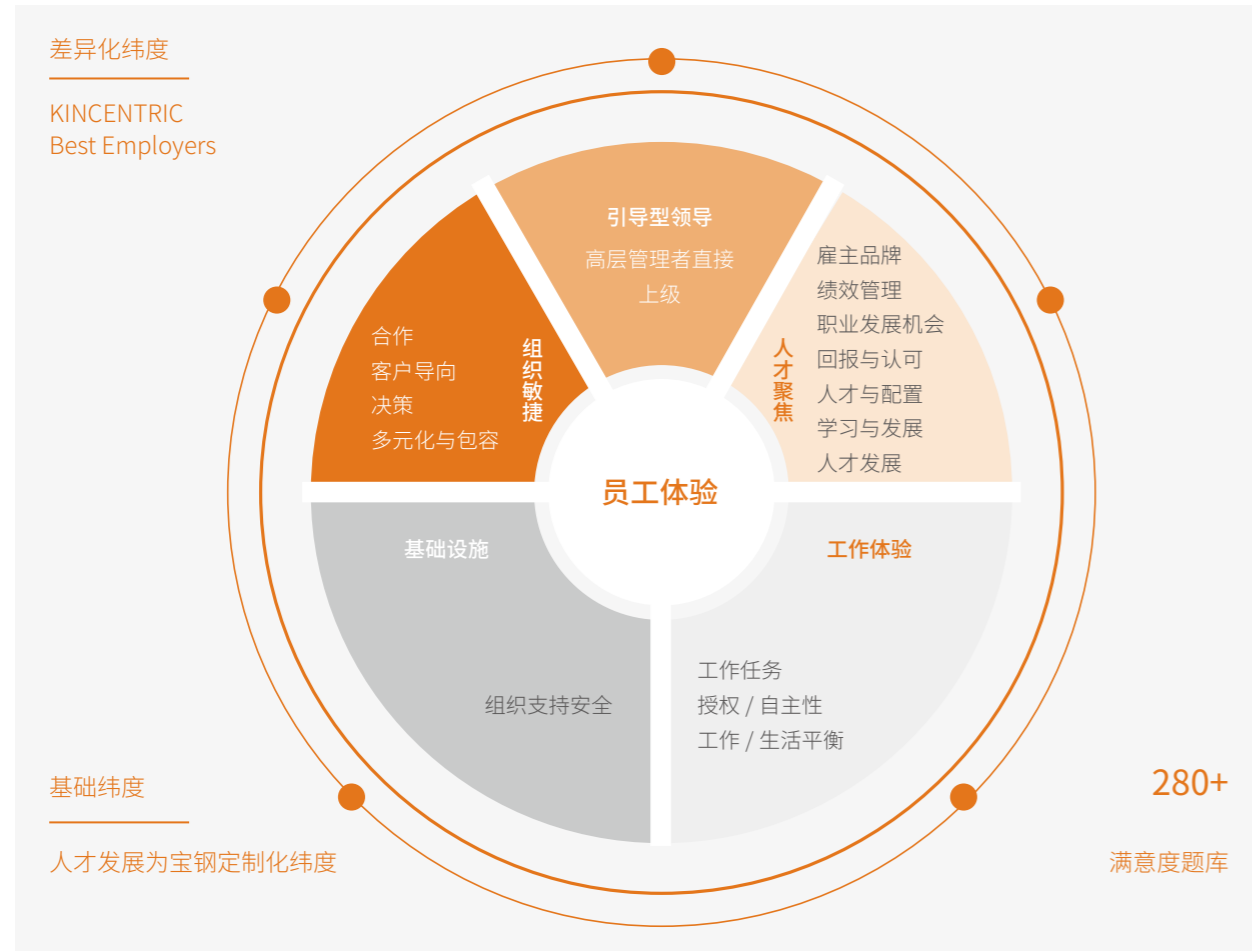 差异化纬度
KINCENTRIC
Best Employers
引导型领导
高层管理者直接
上级
组织敏捷
合作
客户导向
决策
多元化与包容
人才聚焦
雇主品牌
绩效管理
职业发展机会
回报与认可
人才与配置
学习与发展
人才发展
员工体验
基础设施
组织支持安全
工作体验
工作任务
授权 / 自主性
工作 / 生活平衡
基础纬度
人才发展为宝钢定制化纬度
280+
满意度题库